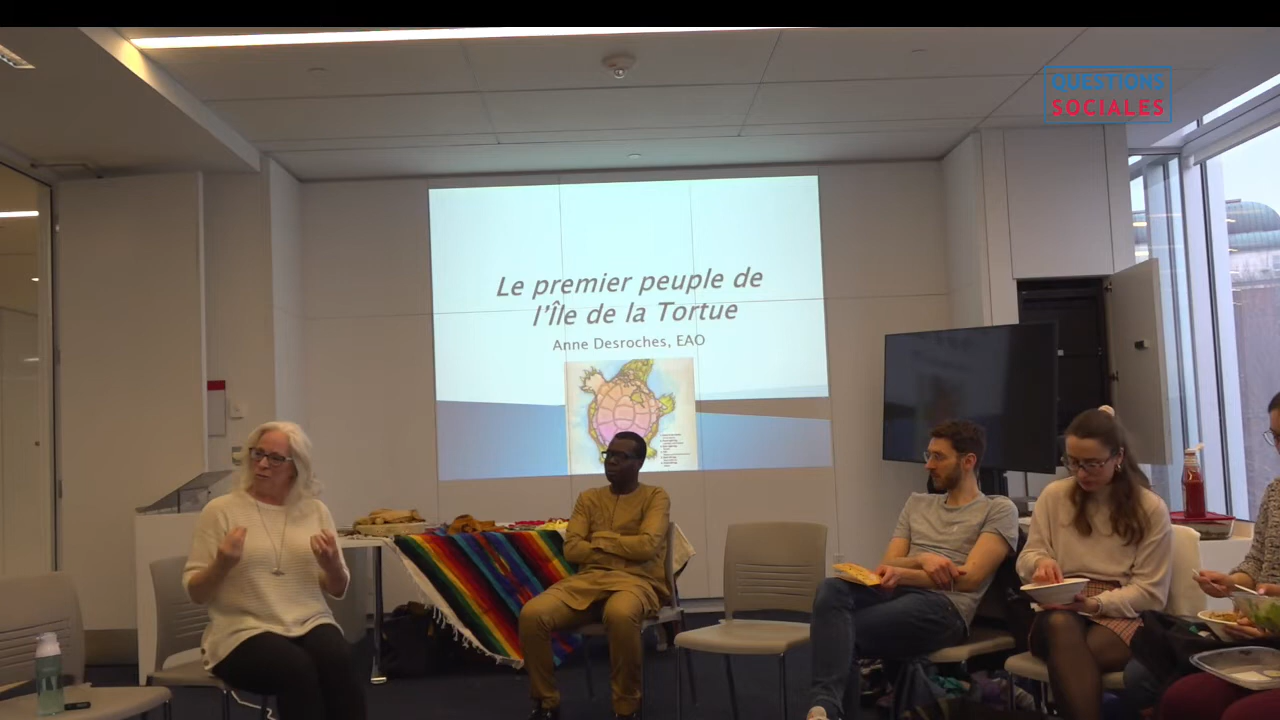 QUESTIONS
SOCIALES
Le premier peuple de
l'Île de la Tortue
Anne Desroches, EAO